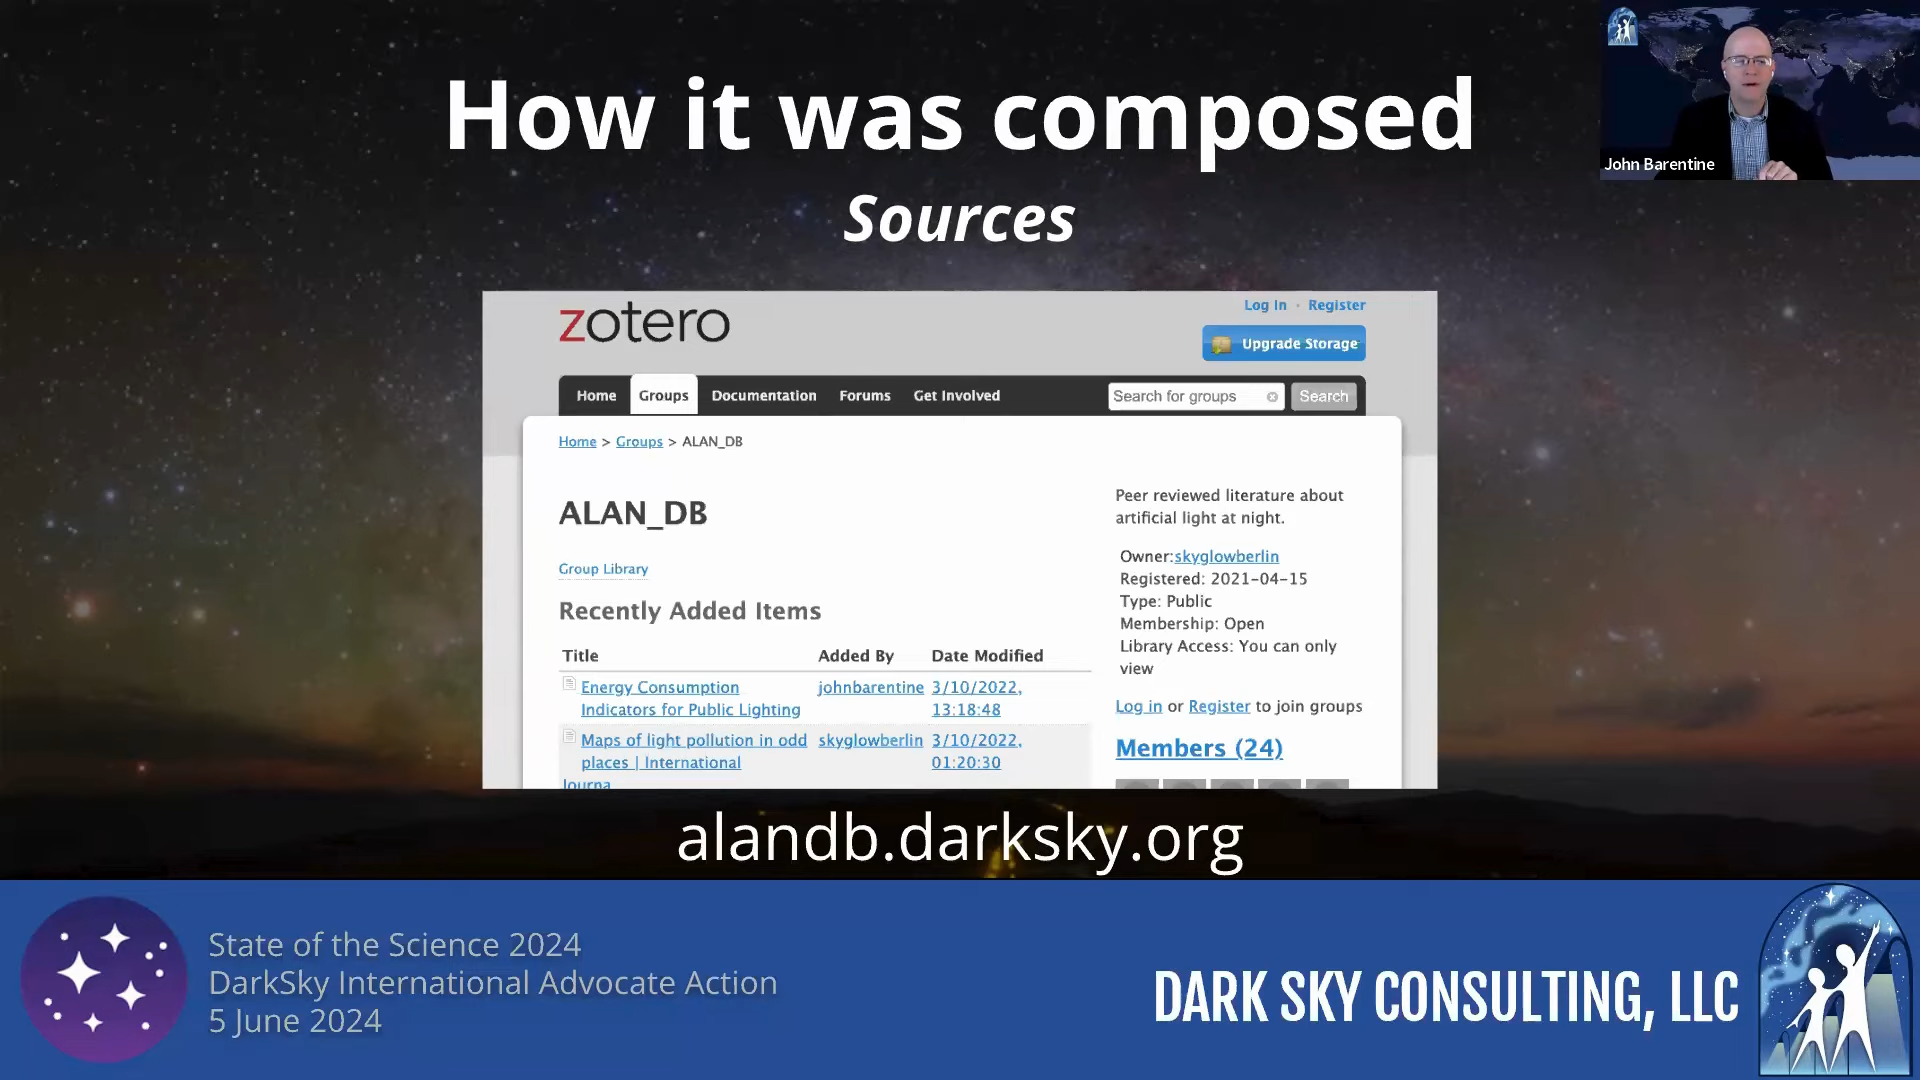 How it was composed
Sources
John Barentine
zotero
Log In · Register
Upgrade Storage
Home Groups Documentation Forums Get Involved
Search for groups Search
Home > Groups > ALAN_DB
ALAN_DB
Group Library
Recently Added Items
Title Added By Date Modified
Energy Consumption johnbarentine 3/10/2022,
Indicators for Public Lighting 13:18:48
Maps of light pollution in odd skyglowberlin 3/10/2022,
places | International 01:20:30
Journa
Peer reviewed literature about
artificial light at night.
Owner:skyglowberlin
Registered: 2021-04-15
Type: Public
Membership: Open
Library Access: You can only
view
Log in or Register to join groups
Members (24)
alandb.darksky.org
State of the Science 2024
DarkSky International Advocate Action
5 June 2024
DARK SKY CONSULTING, LLC